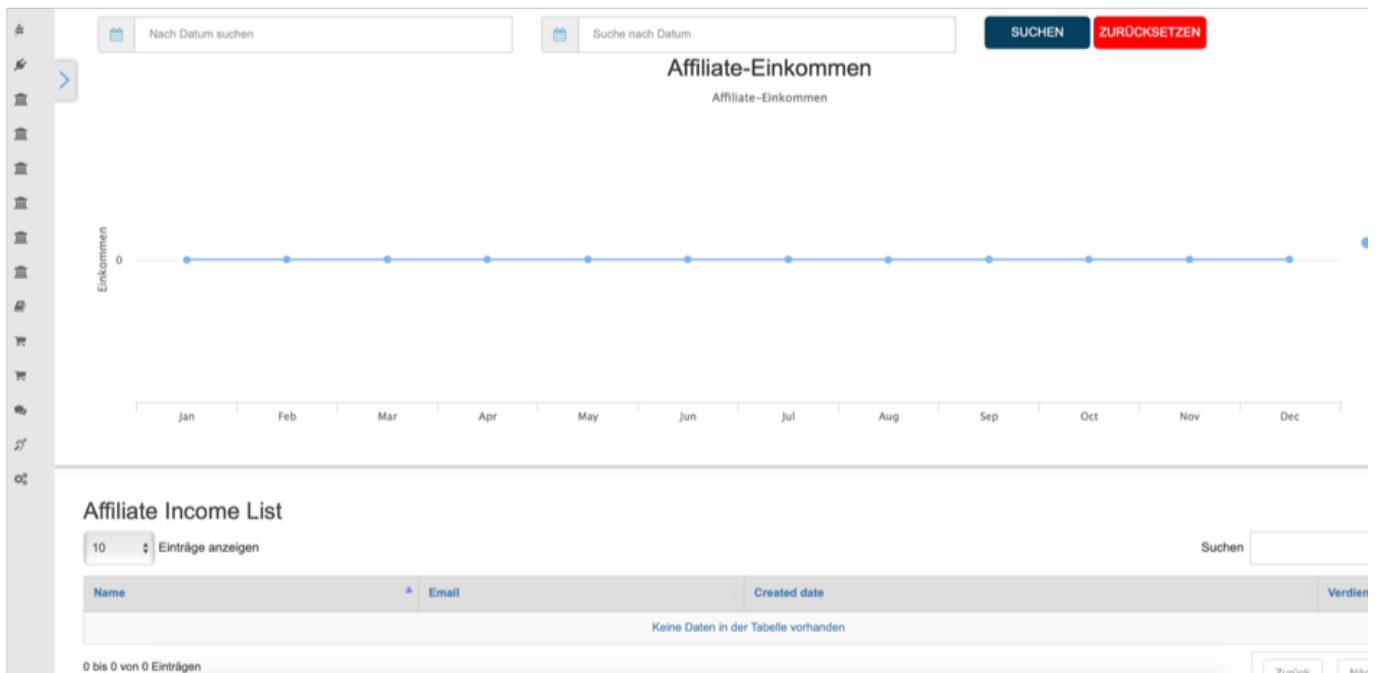 Nach Datum suchen
Suche nach Datum
SUCHEN
ZURÜCKSETZEN
Affiliate-Einkommen
Affiliate-Einkommen
Einkommen
0
Jan Feb Mar Apr May Jun Jul Aug Sep Oct Nov Dec
Affiliate Income List
10 Einträge anzeigen
Suchen
Name Email Created date Verdien
Keine Daten in der Tabelle vorhanden
0 bis 0 von 0 Einträgen
Zurück